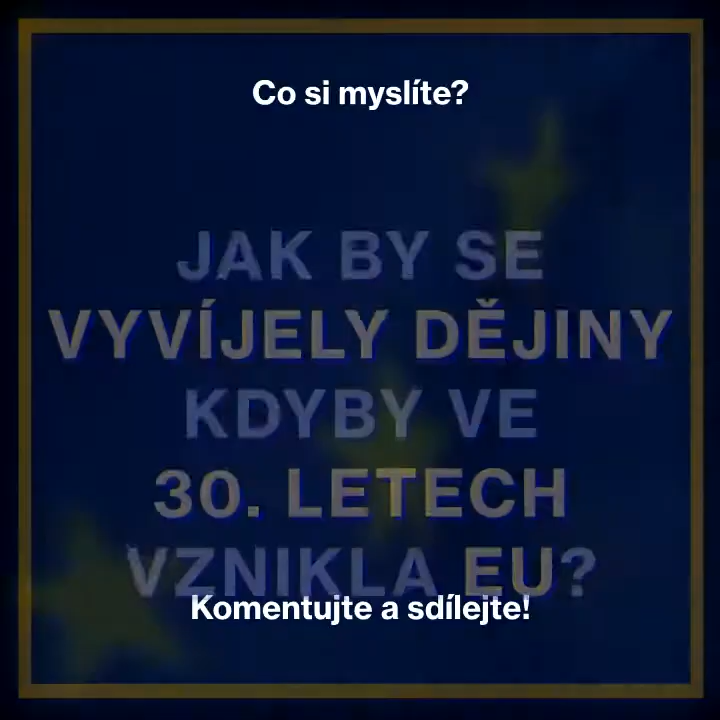 Co si myslíte?
JAK BY SE
VYVÍJELY DĚJINY
KDYBY VE
30. LETECH
VZNIKLA EU?
Komentujte a sdílejte!